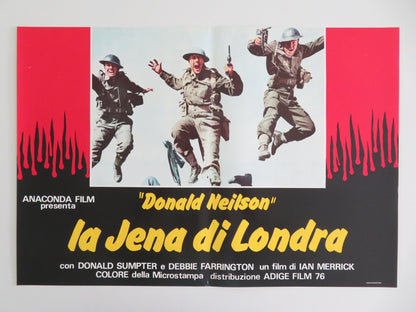 ANACONDA FILM
presenta
"Donald Neilson"
la Jena di Londra
con DONALD SUMPTER e DEBBIE FARRINGTON un film di IAN MERRICK
COLORE della Microstampa distribuzione ADIGE FILM 76